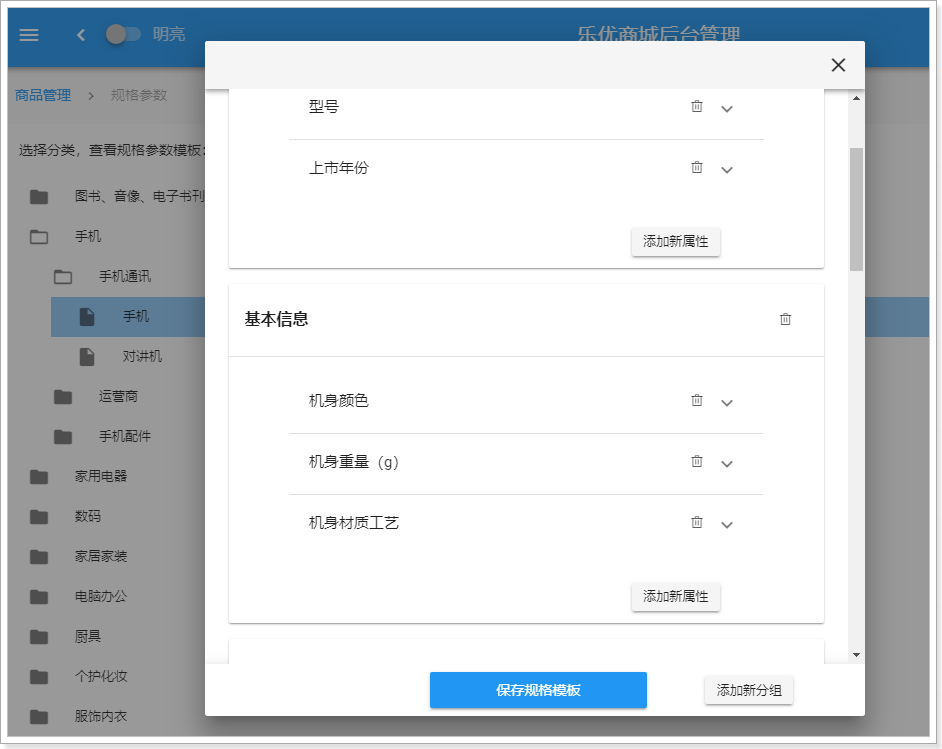 明亮
乐优商城后台管理
商品管理
规格参数
选择分类，查看规格参数模板：
图书、音像、电子书刊
手机
手机通讯
手机
对讲机
运营商
手机配件
家用电器
数码
家居家装
电脑办公
厨具
个护化妆
服饰内衣
型号
上市年份
添加新属性
基本信息
机身颜色
机身重量（g）
机身材质工艺
添加新属性
保存规格模板
添加新分组